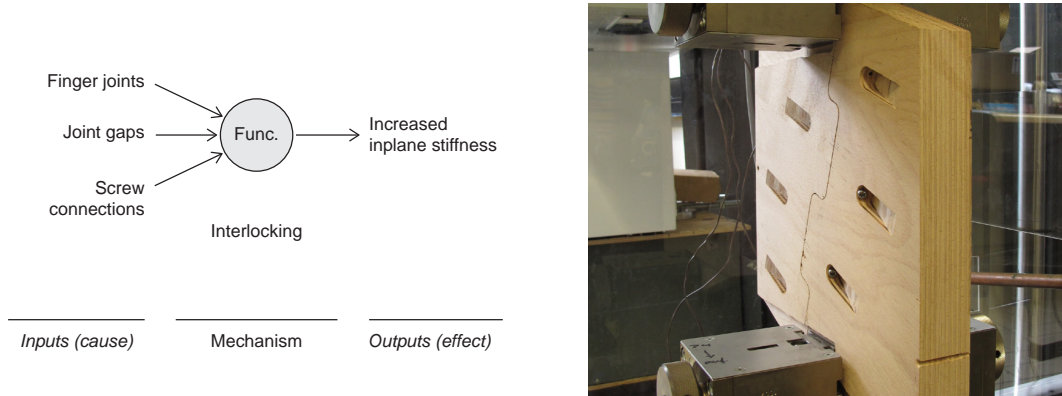 Finger joints
Joint gaps
Func.
Increased
inplane stiffness
Screw
connections
Interlocking
Inputs (cause)
Mechanism
Outputs (effect)